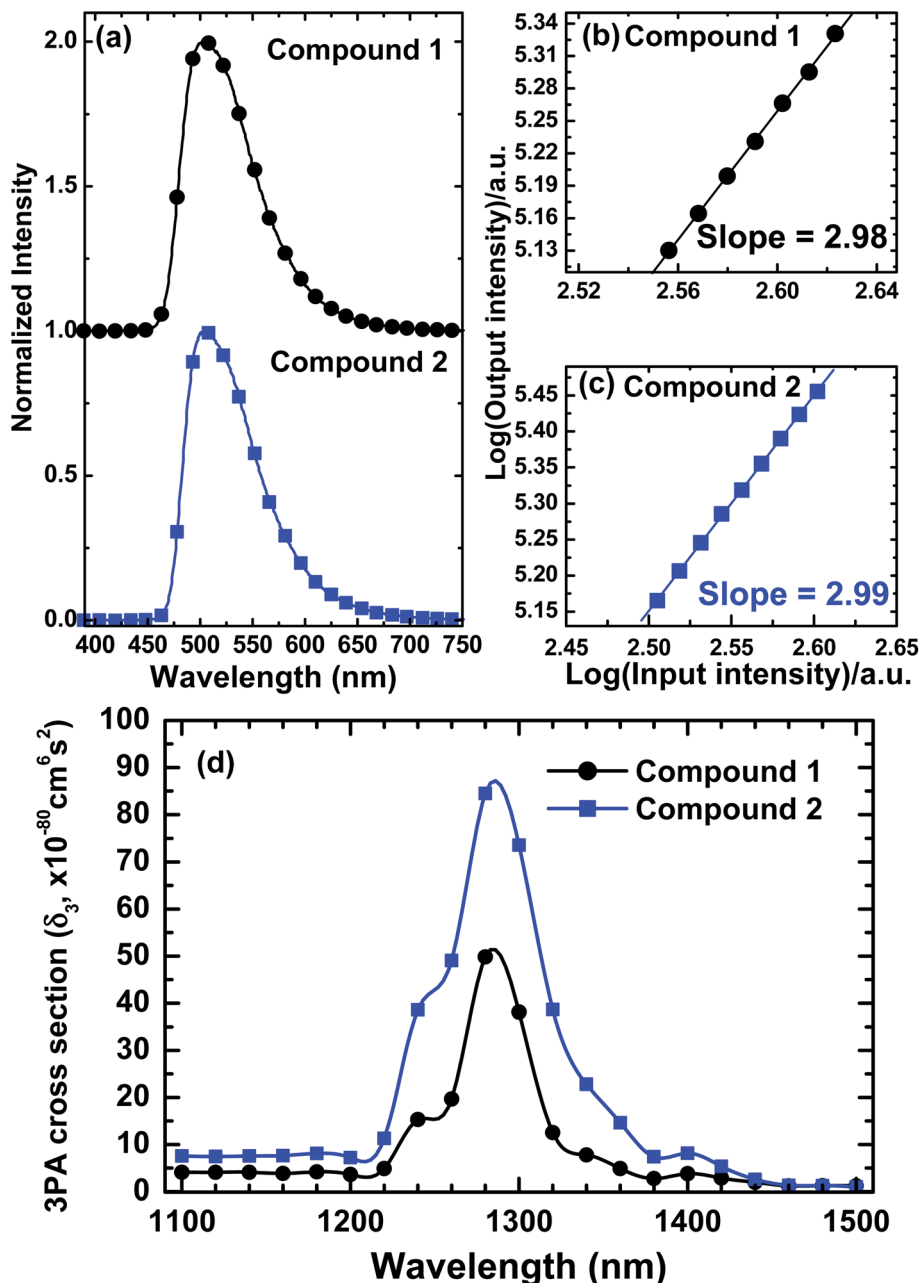 (a)
Compound 1
Compound 2
Normalized Intensity
2.0
1.5
1.0
0.5
0.0
400 450 500 550 600 650 700 750
Wavelength (nm)
(b) Compound 1
5.34
5.31
5.28
5.25
5.22
5.19
5.16
5.13
Slope = 2.98
2.52 2.56 2.60 2.64
Log(Output intensity)/a.u.
(c) Compound 2
5.45
5.40
5.35
5.30
5.25
5.20
5.15
Slope = 2.99
2.45 2.50 2.55 2.60 2.65
Log(Input intensity)/a.u.
(d)
Compound 1
Compound 2
3PA cross section (δ₃, x10⁻⁸⁰cm⁶s²)
100
90
80
70
60
50
40
30
20
10
0
1100 1200 1300 1400 1500
Wavelength (nm)